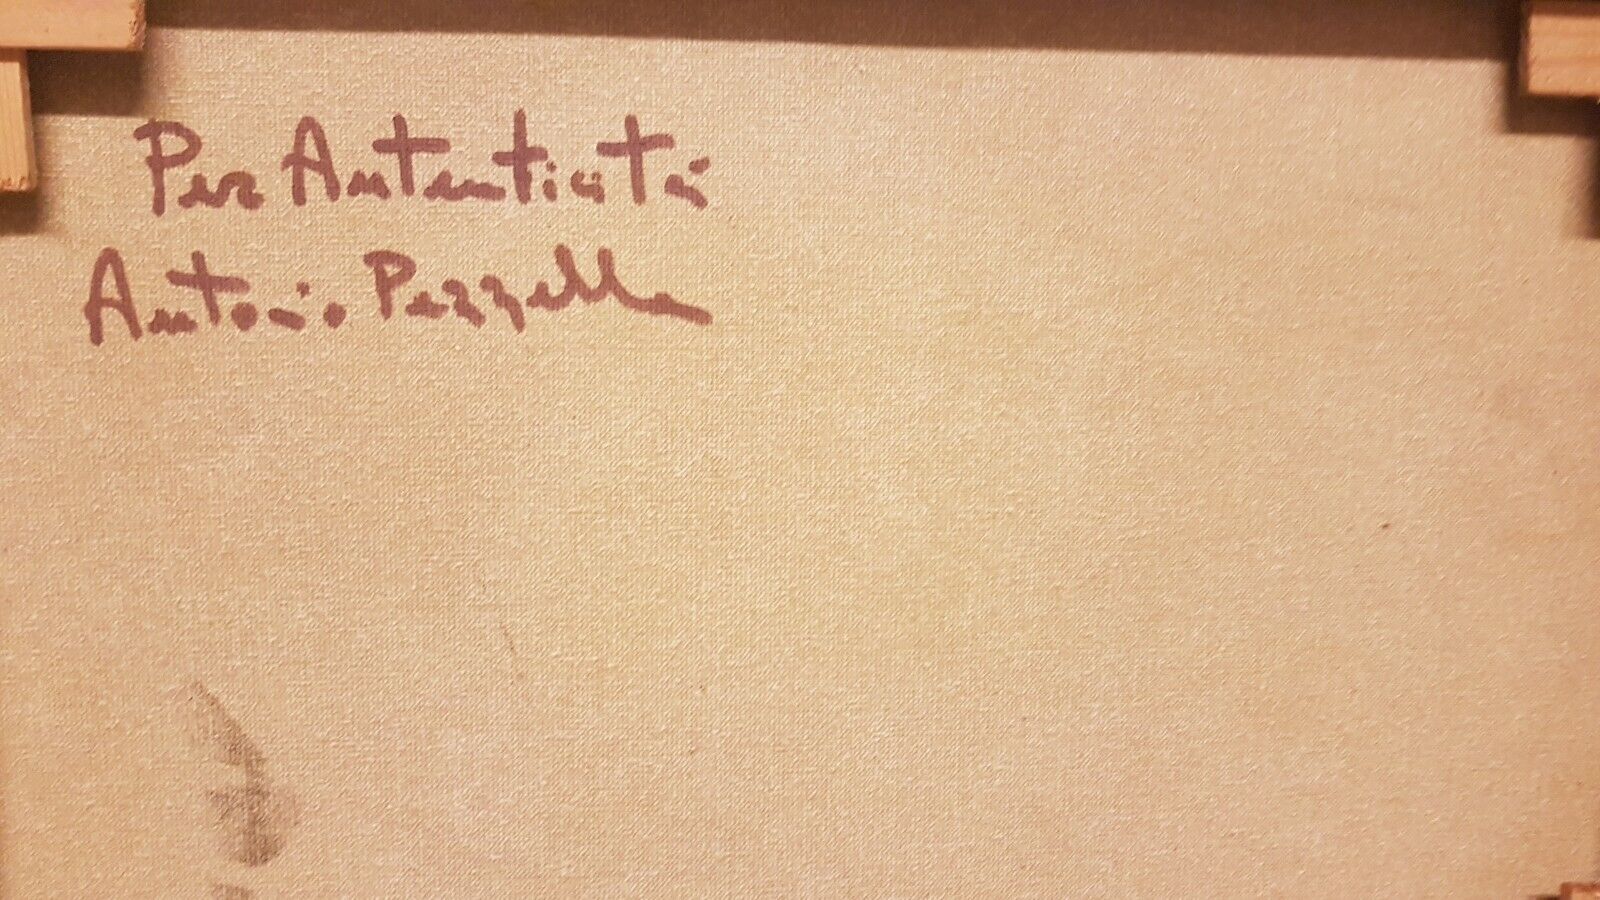 Per Autenticità
Antonio Pezzella